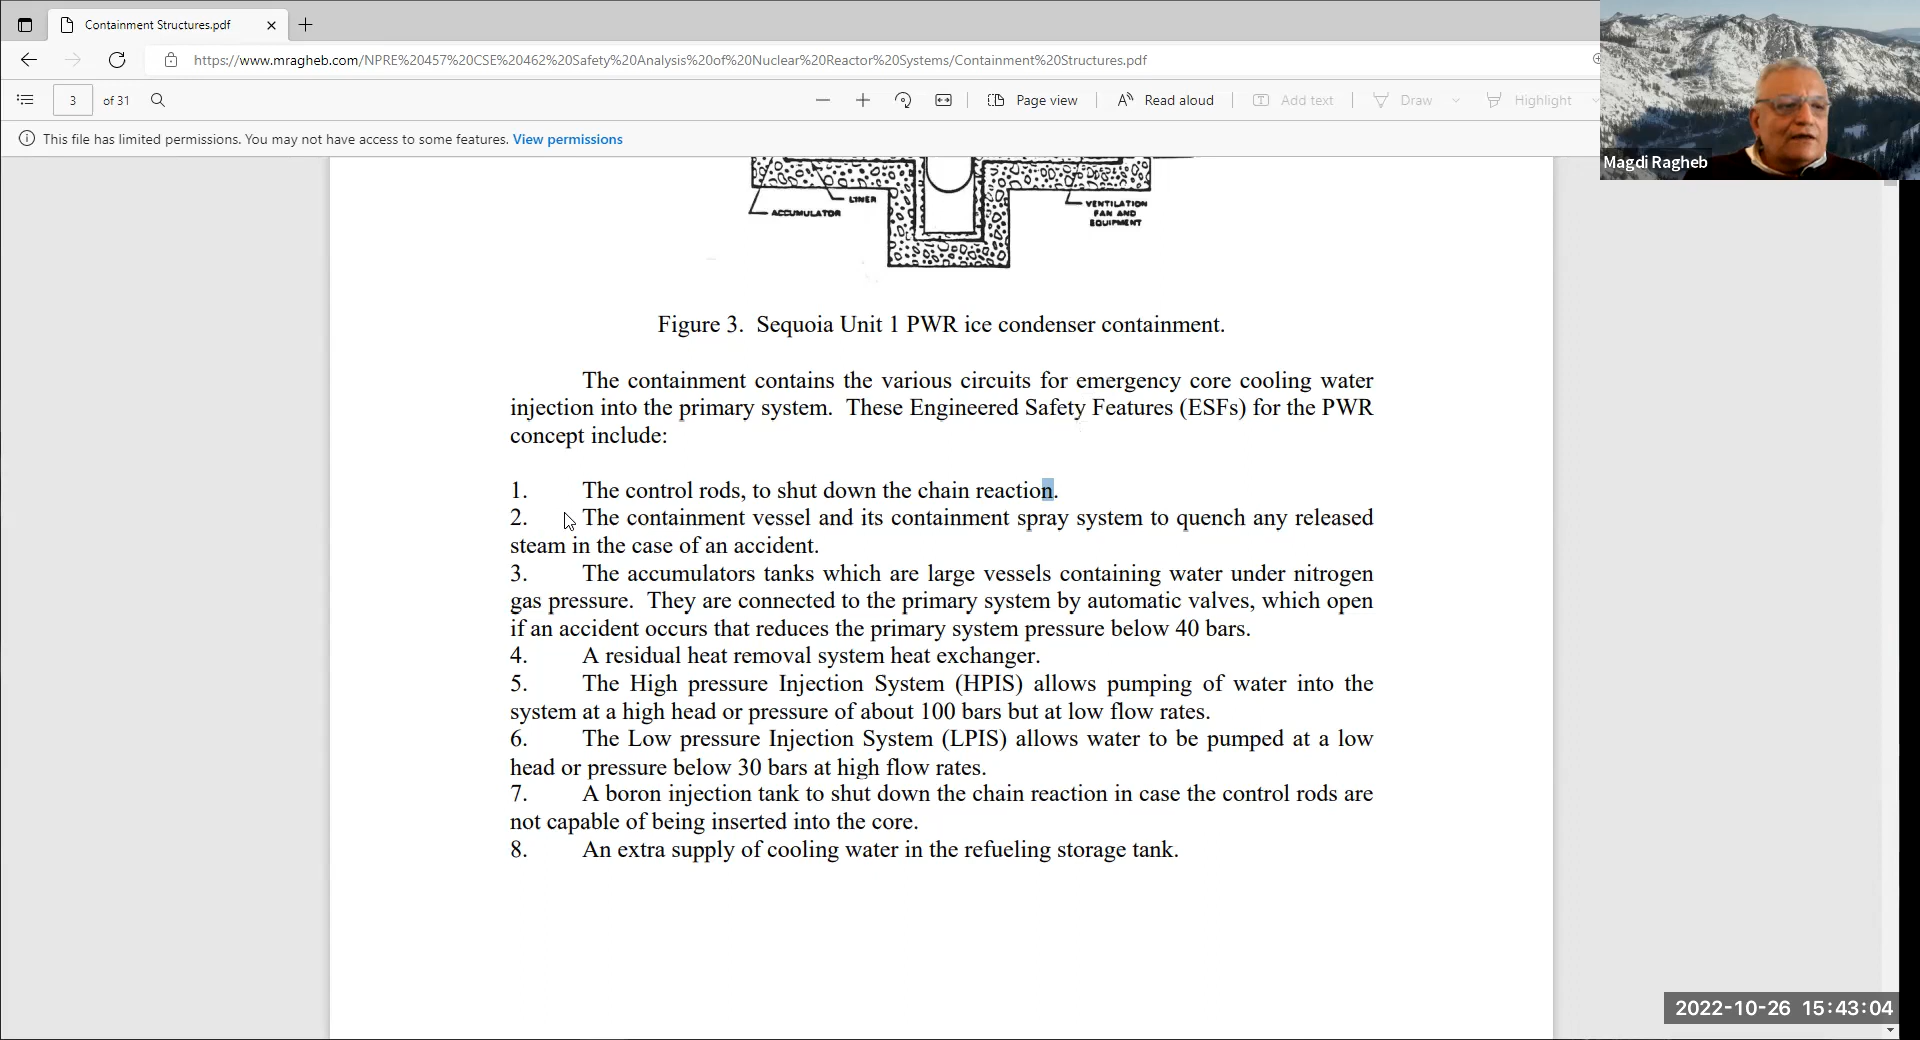 Containment Structures.pdf
https://www.mragheb.com/NPRE%20457%20CSE%20462%20Safety%20Analysis%20of%20Nuclear%20Reactor%20Systems/Containment%20Structures.pdf
3 of 31 Page view Read aloud Add text Draw Highlight
This file has limited permissions. You may not have access to some features. View permissions
Magdi Ragheb
LINER
ACCUMULATOR
VENTILATION
FAN AND
EQUIPMENT
Figure 3. Sequoia Unit 1 PWR ice condenser containment.
The containment contains the various circuits for emergency core cooling water
injection into the primary system. These Engineered Safety Features (ESFs) for the PWR
concept include:
1. The control rods, to shut down the chain reaction.
2. The containment vessel and its containment spray system to quench any released
steam in the case of an accident.
3. The accumulators tanks which are large vessels containing water under nitrogen
gas pressure. They are connected to the primary system by automatic valves, which open
if an accident occurs that reduces the primary system pressure below 40 bars.
4. A residual heat removal system heat exchanger.
5. The High pressure Injection System (HPIS) allows pumping of water into the
system at a high head or pressure of about 100 bars but at low flow rates.
6. The Low pressure Injection System (LPIS) allows water to be pumped at a low
head or pressure below 30 bars at high flow rates.
7. A boron injection tank to shut down the chain reaction in case the control rods are
not capable of being inserted into the core.
8. An extra supply of cooling water in the refueling storage tank.
2022-10-26 15:43:04